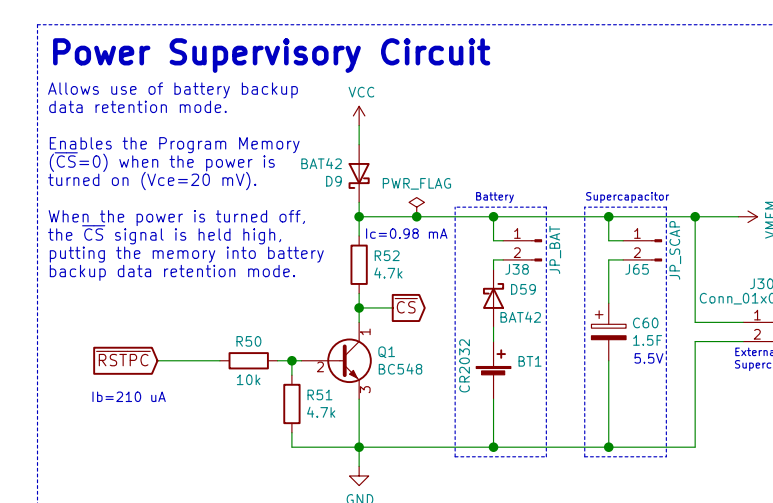 Power Supervisory Circuit
Allows use of battery backup
data retention mode.
Enables the Program Memory
(CS=0) when the power is
turned on (Vce=20 mV).
When the power is turned off,
the CS signal is held high,
putting the memory into battery
backup data retention mode.
VCC
BAT42
D9
PWR_FLAG
Battery
Supercapacitor
Ic=0.98 mA
R52
4.7k
1
2
J38
JP_BAT
1
2
J65
JP_SCAP
VMEM
D59
BAT42
CS
J30
Conn_01x0
1
2
Externa
Superc
+
C60
1.5F
5.5V
RSTPC
R50
10k
Ib=210 uA
1
2
3
Q1
BC548
R51
4.7k
CR2032
+
BT1
GND